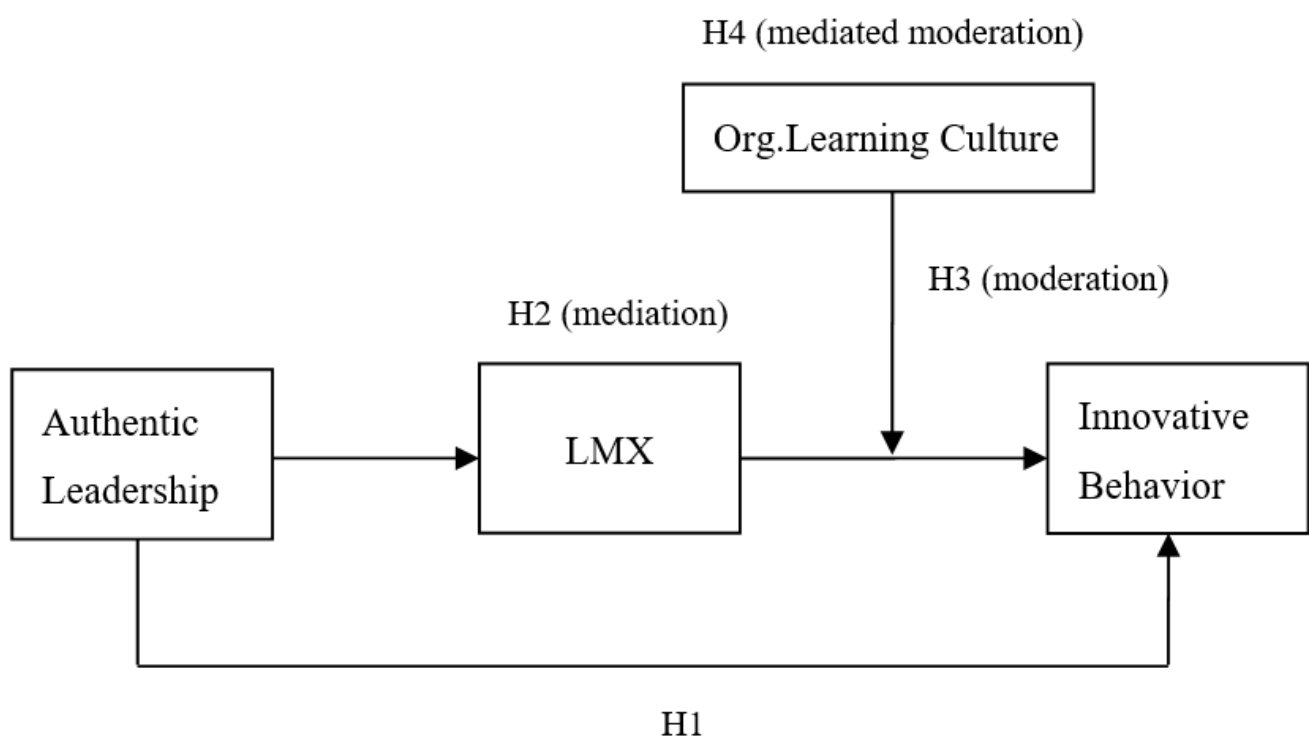 H4 (mediated moderation)
Org.Learning Culture
H3 (moderation)
H2 (mediation)
Authentic
Leadership
LMX
Innovative
Behavior
H1